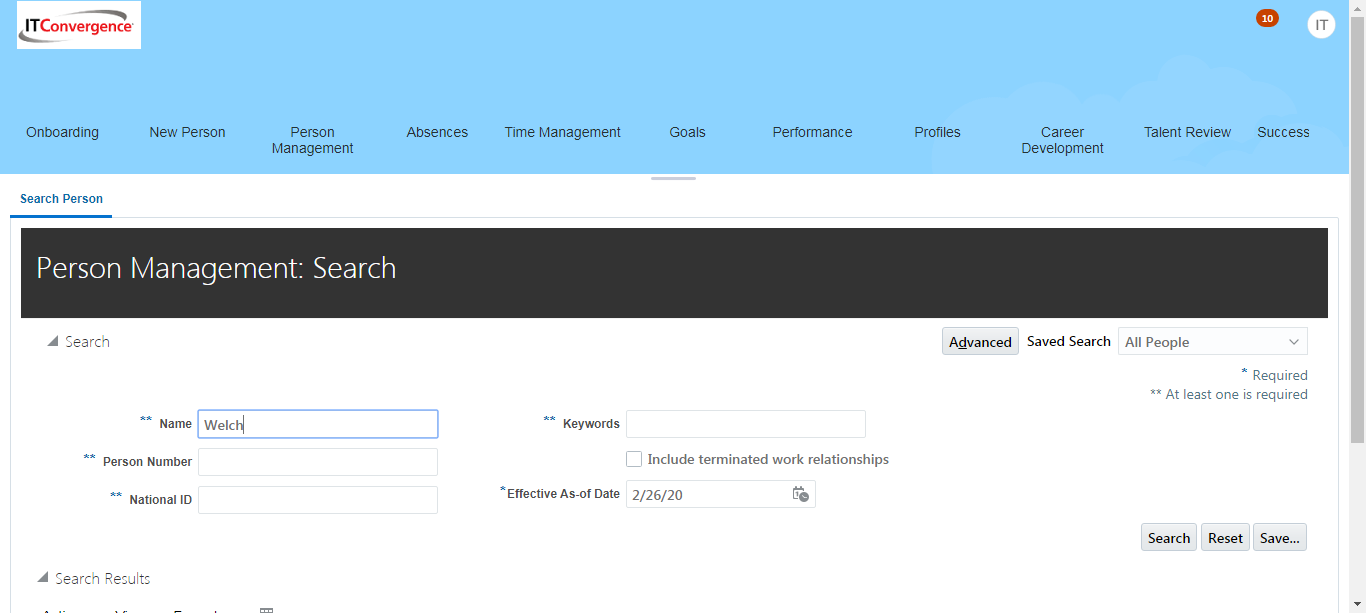 ITConvergence
10
IT
Onboarding New Person Person Management Absences Time Management Goals Performance Profiles Career Development Talent Review Success
Search Person
Person Management: Search
Search Advanced Saved Search All People
* Required
** At least one is required
** Name Welch ** Keywords
** Person Number Include terminated work relationships
** National ID *Effective As-of Date 2/26/20
Search Reset Save...
Search Results